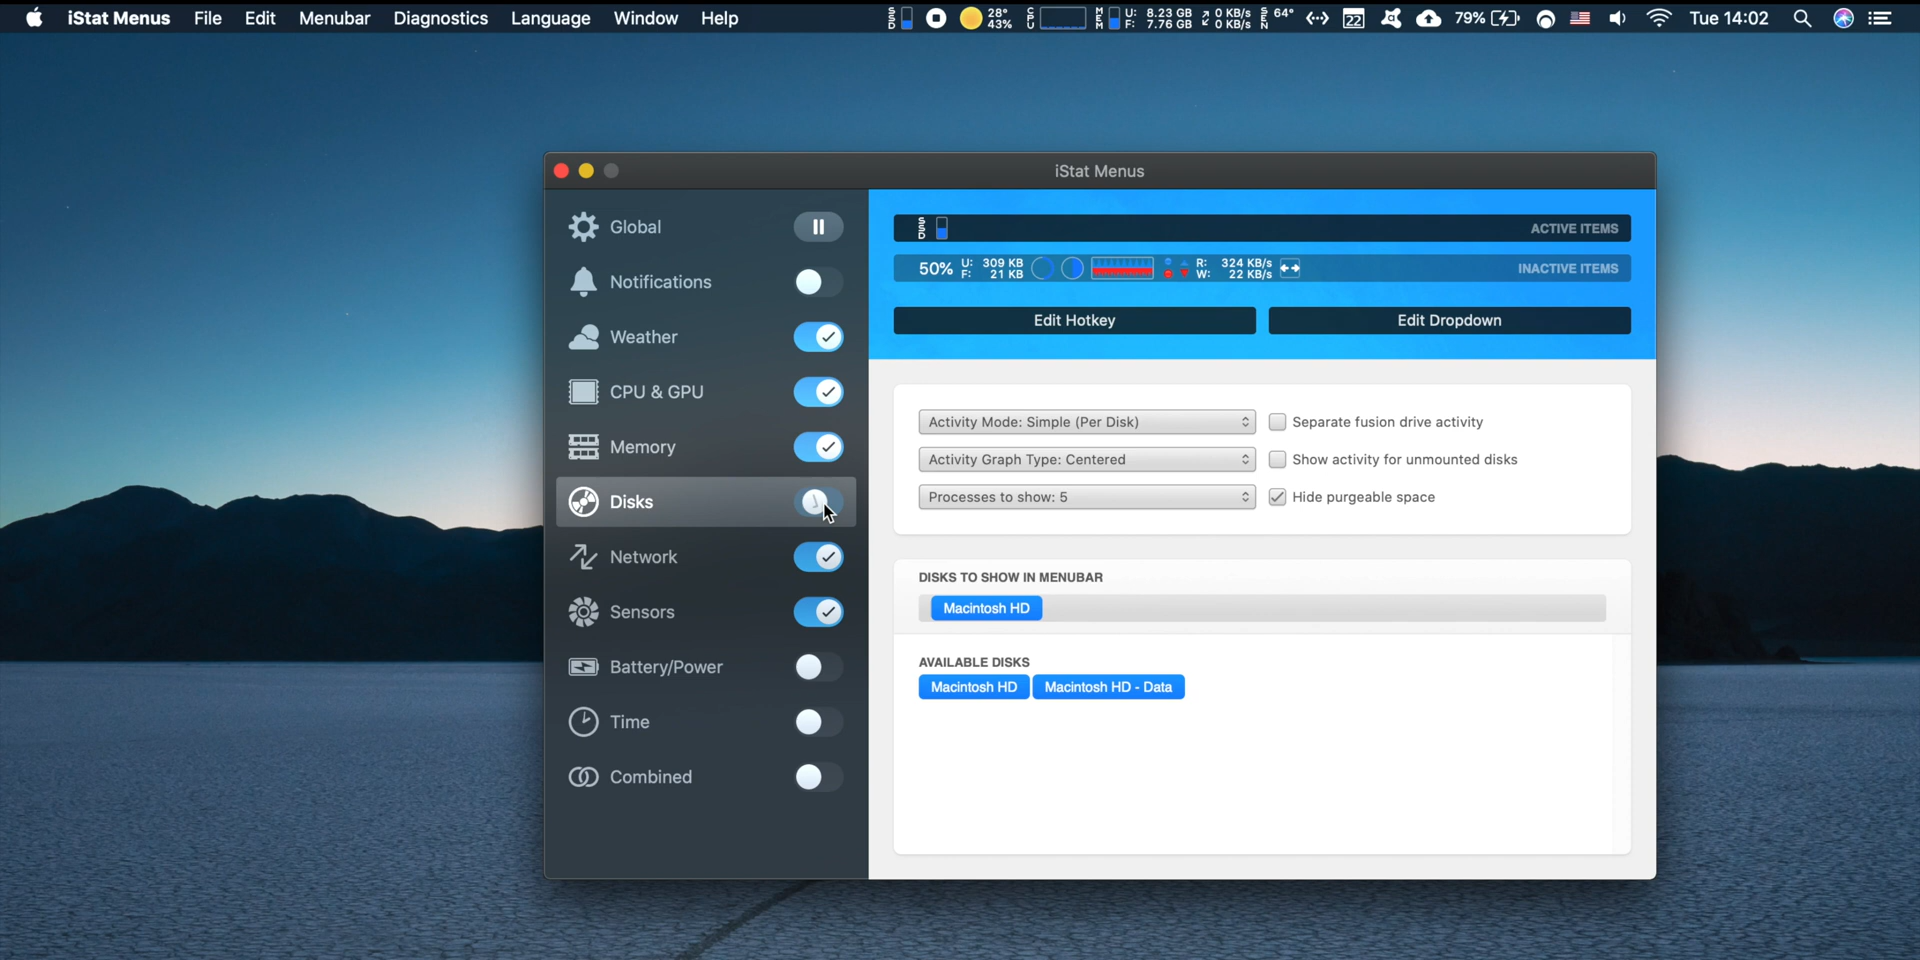 iStat Menus File Edit Menubar Diagnostics Language Window Help SSD 28° 43% CPU MEM U: 8.23 GB F: 7.76 GB 0 KB/s 0 KB/s SEN 64° 22 79% Tue 14:02
iStat Menus
Global
Notifications
Weather
CPU & GPU
Memory
Disks
Network
Sensors
Battery/Power
Time
Combined
SSD ACTIVE ITEMS
50% U: 309 KB F: 21 KB R: 324 KB/s W: 22 KB/s INACTIVE ITEMS
Edit Hotkey Edit Dropdown
Activity Mode: Simple (Per Disk) Separate fusion drive activity
Activity Graph Type: Centered Show activity for unmounted disks
Processes to show: 5 Hide purgeable space
DISKS TO SHOW IN MENUBAR
Macintosh HD
AVAILABLE DISKS
Macintosh HD Macintosh HD - Data